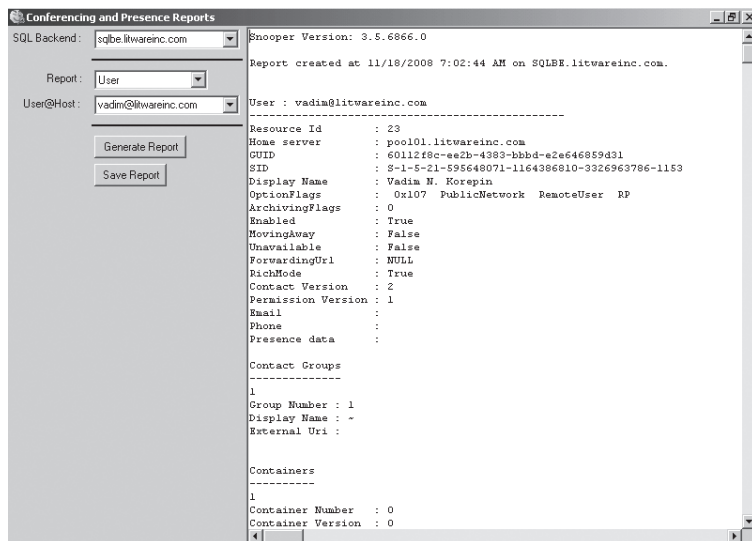 Conferencing and Presence Reports
SQL Backend : sqlbe.litwareinc.com
Report : User
User@Host : vadim@litwareinc.com
Generate Report
Save Report
Snooper Version: 3.5.6866.0
Report created at 11/18/2008 7:02:44 AM on SQLBE.litwareinc.com.
User : vadim@litwareinc.com
--------------------------------------------------
Resource Id : 23
Home server : pool01.litwareinc.com
GUID : 60112f8c-ee2b-4383-bbbd-e2e646859d31
SID : S-1-5-21-595648071-1164386810-3326963786-1153
Display Name : Vadim N. Korepin
OptionFlags : 0x107 PublicNetwork RemoteUser RP
ArchivingFlags : 0
Enabled : True
MovingAway : False
Unavailable : False
ForwardingUrl : NULL
RichMode : True
Contact Version : 2
Permission Version : 1
Email :
Phone :
Presence data :
Contact Groups
--------------
1
Group Number : 1
Display Name : ~
External Uri :
Containers
----------
1
Container Number : 0
Container Version : 0